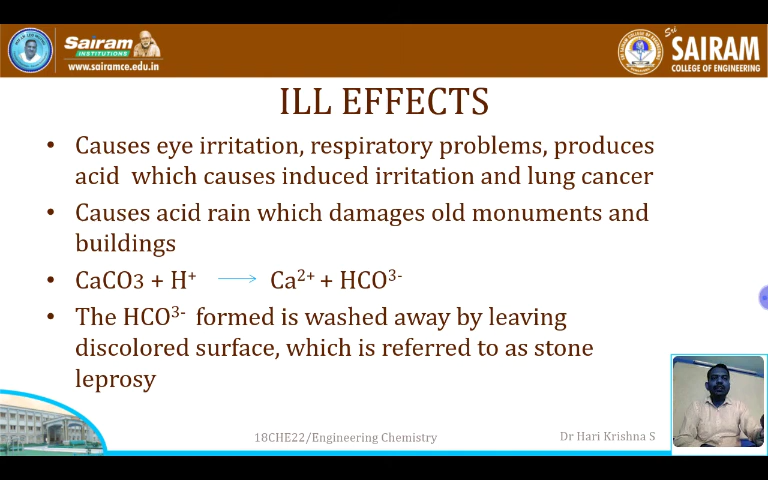 Sairam
INSTITUTIONS
www.sairamce.edu.in
Sri
SAIRAM
COLLEGE OF ENGINEERING
ILL EFFECTS
• Causes eye irritation, respiratory problems, produces
acid which causes induced irritation and lung cancer
• Causes acid rain which damages old monuments and
buildings
• CaCO3 + H⁺ ⟶ Ca²⁺ + HCO³⁻
• The HCO³⁻ formed is washed away by leaving
discolored surface, which is referred to as stone
leprosy
18CHE22/Engineering Chemistry
Dr Hari Krishna S